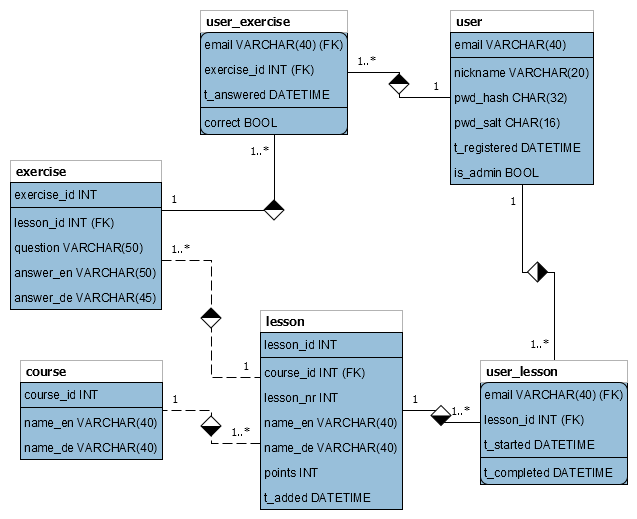 user_exercise
email VARCHAR(40) (FK)
exercise_id INT (FK)
t_answered DATETIME
correct BOOL
1..*
1
user
email VARCHAR(40)
nickname VARCHAR(20)
pwd_hash CHAR(32)
pwd_salt CHAR(16)
t_registered DATETIME
is_admin BOOL
1..*
1
exercise
exercise_id INT
lesson_id INT (FK)
question VARCHAR(50)
answer_en VARCHAR(50)
answer_de VARCHAR(45)
1
1..*
1
lesson
lesson_id INT
course_id INT (FK)
lesson_nr INT
name_en VARCHAR(40)
name_de VARCHAR(40)
points INT
t_added DATETIME
1
course
course_id INT
name_en VARCHAR(40)
name_de VARCHAR(40)
1
1..*
1..*
1..*
user_lesson
email VARCHAR(40) (FK)
lesson_id INT (FK)
t_started DATETIME
t_completed DATETIME